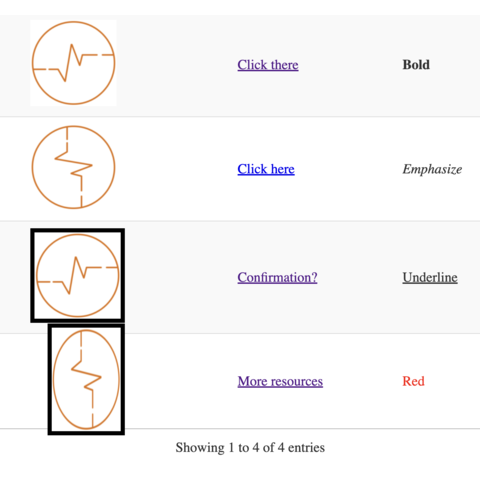 Click there Bold
Click here Emphasize
Confirmation? Underline
More resources Red
Showing 1 to 4 of 4 entries